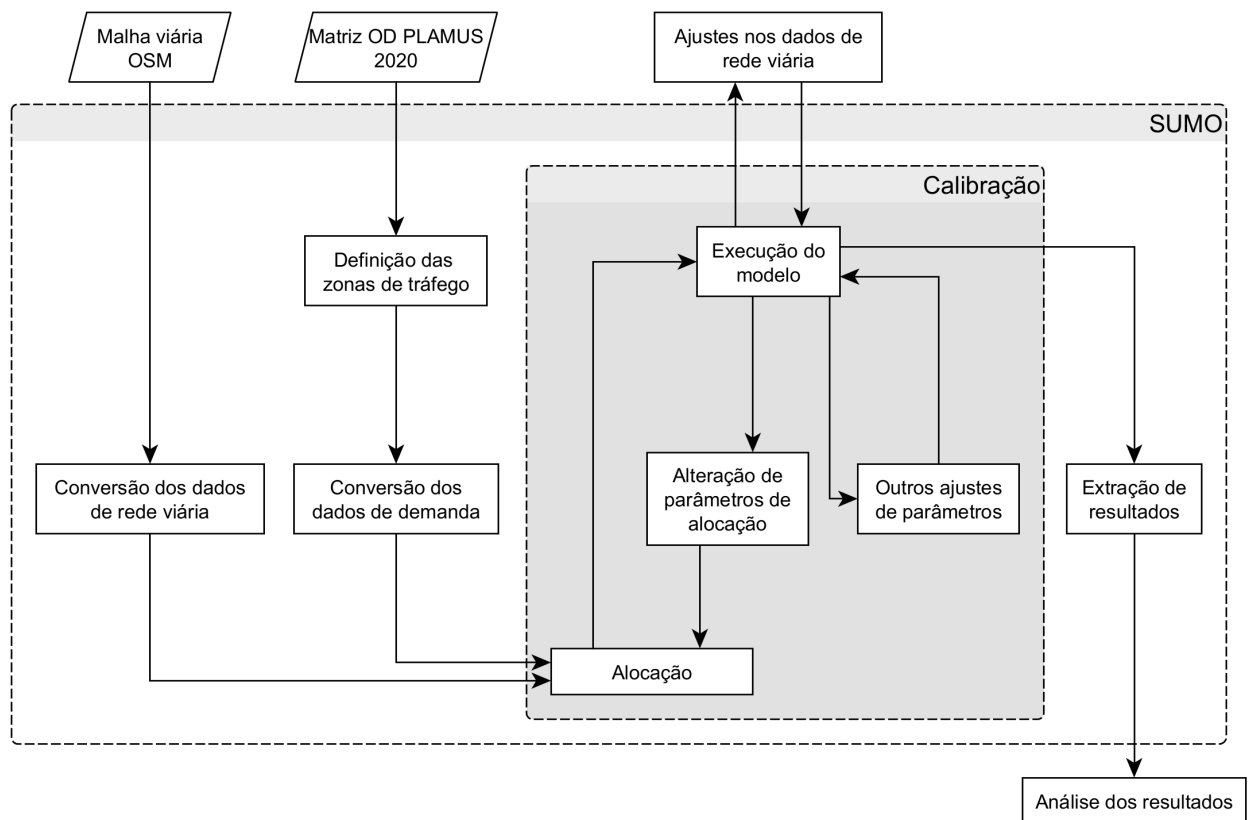 Malha viária
OSM
Matriz OD PLAMUS
2020
Ajustes nos dados de
rede viária
SUMO
Calibração
Definição das
zonas de tráfego
Execução do
modelo
Conversão dos dados
de rede viária
Conversão dos
dados de demanda
Alteração de
parâmetros de
alocação
Outros ajustes
de parâmetros
Extração de
resultados
Alocação
Análise dos resultados